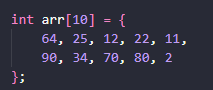 int arr[10] = {
    64, 25, 12, 22, 11,
    90, 34, 70, 80, 2
};